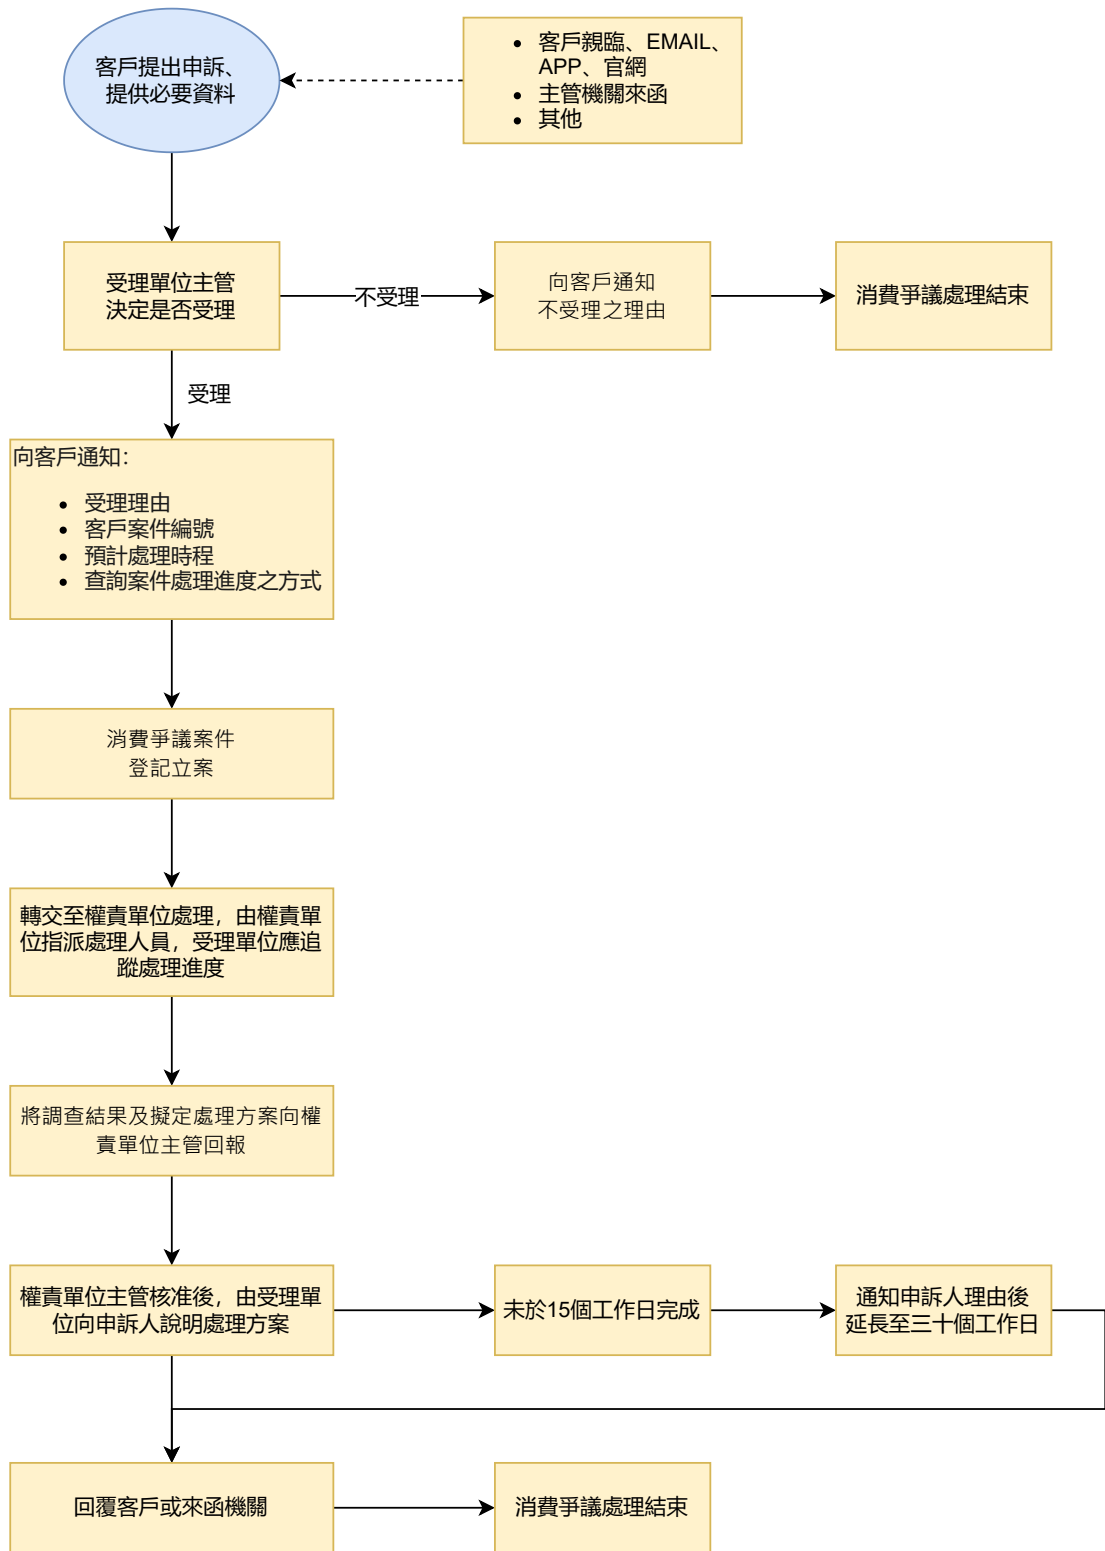 客戶提出申訴、
提供必要資料
客戶親臨、EMAIL、
APP、官網
主管機關來函
其他
受理單位主管
決定是否受理
不受理
向客戶通知
不受理之理由
消費爭議處理結束
受理
向客戶通知：
受理理由
客戶案件編號
預計處理時程
查詢案件處理進度之方式
消費爭議案件
登記立案
轉交至權責單位處理，由權責單
位指派處理人員，受理單位應追
蹤處理進度
將調查結果及擬定處理方案向權
責單位主管回報
權責單位主管核准後，由受理單
位向申訴人說明處理方案
未於15個工作日完成
通知申訴人理由後
延長至三十個工作日
回覆客戶或來函機關
消費爭議處理結束